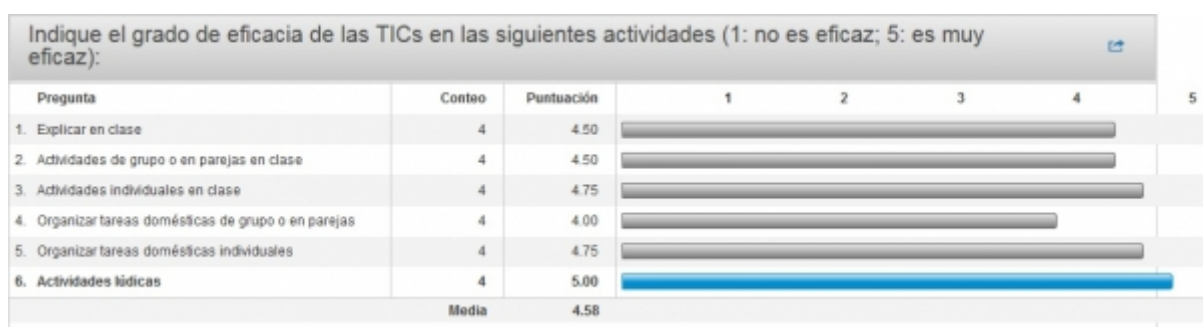 Indique el grado de eficacia de las TICs en las siguientes actividades (1: no es eficaz; 5: es muy
eficaz):
Pregunta Conteo Puntuación 1 2 3 4 5
1. Explicar en clase 4 4.50
2. Actividades de grupo o en parejas en clase 4 4.50
3. Actividades individuales en clase 4 4.75
4. Organizar tareas domésticas de grupo o en parejas 4 4.00
5. Organizar tareas domésticas individuales 4 4.75
6. Actividades lúdicas 4 5.00
Media 4.58